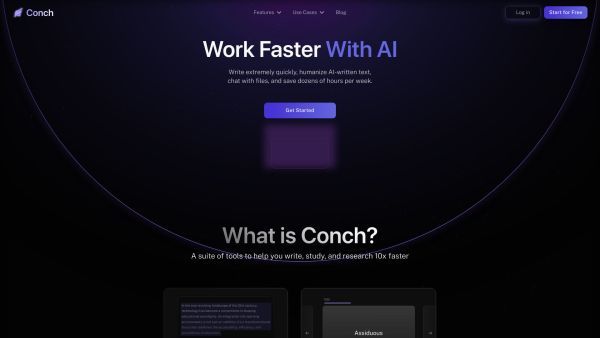 Conch
Features
Use Cases
Blog
Log in
Start for Free
Work Faster With AI
Write extremely quickly, humanize AI-written text,
chat with files, and save dozens of hours per week.
Get Started
What is Conch?
A suite of tools to help you write, study, and research 10x faster
Assiduous